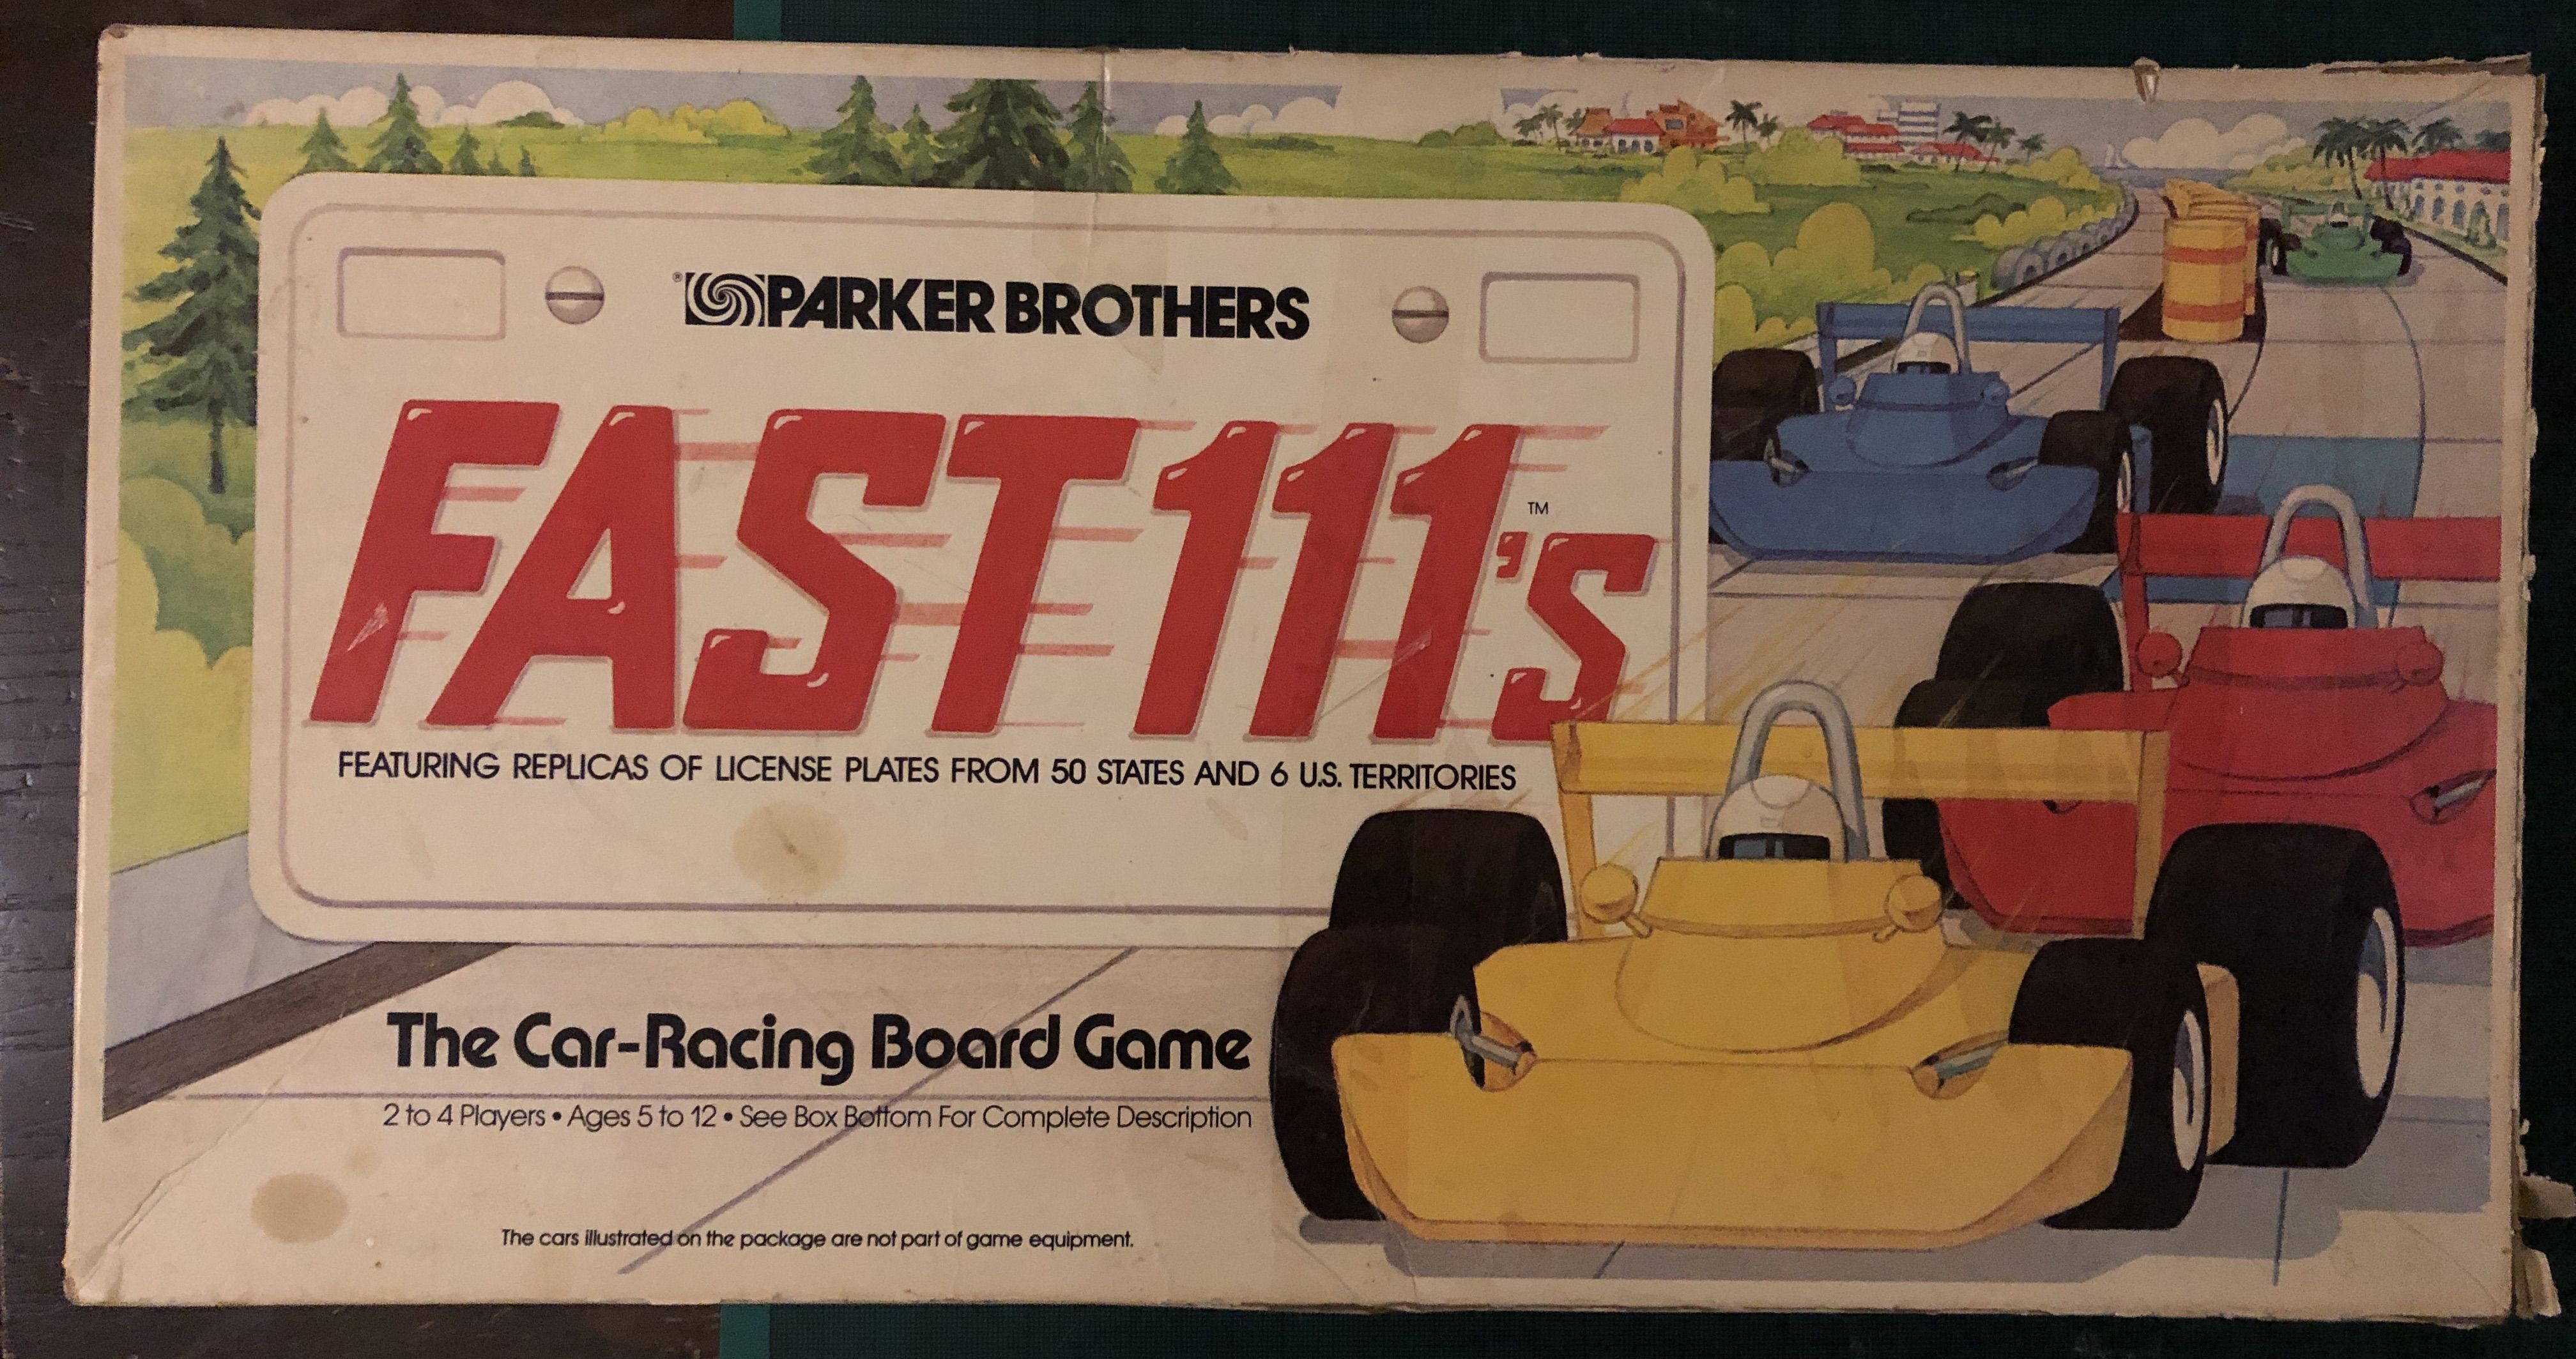 ® PARKER BROTHERS
FAST 111's™
FEATURING REPLICAS OF LICENSE PLATES FROM 50 STATES AND 6 U.S. TERRITORIES
The Car-Racing Board Game
2 to 4 Players • Ages 5 to 12 • See Box Bottom For Complete Description
The cars illustrated on the package are not part of game equipment.